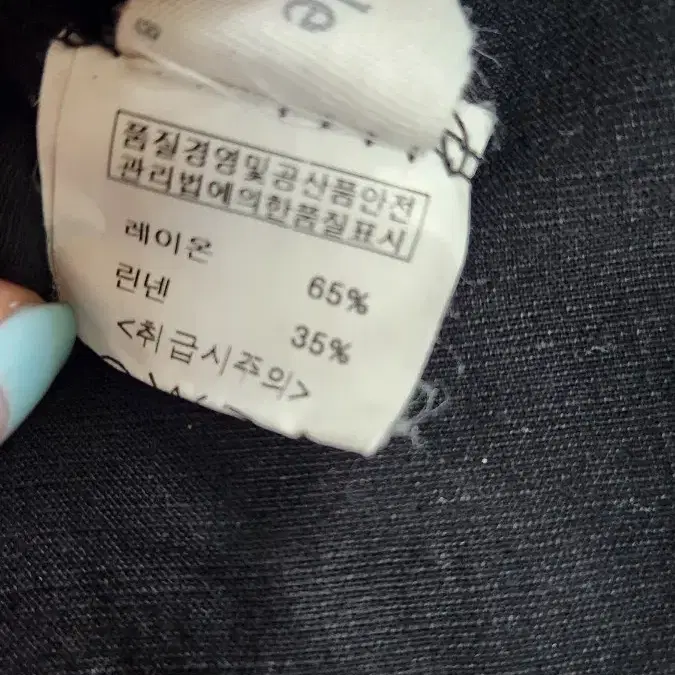 le
품질경영및공산품안전
관리법에의한품질표시
레이온 65%
린넨 35%
<취급시주의>